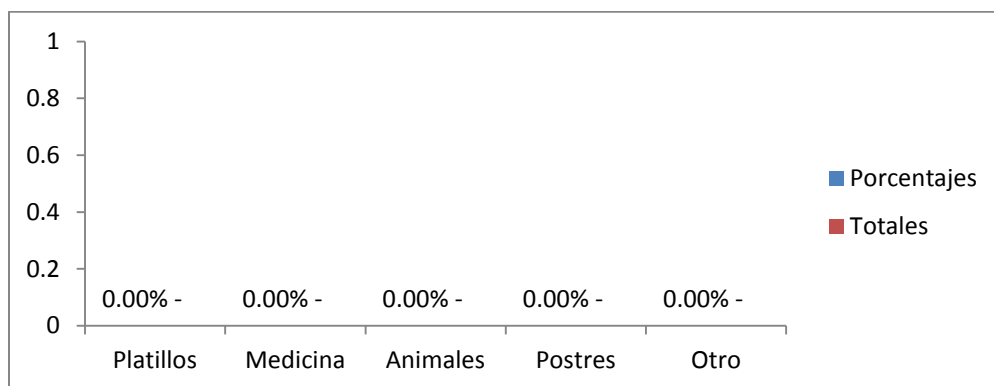 1
0.8
0.6
0.4
0.2
0
0.00% - 0.00% - 0.00% - 0.00% - 0.00% -
Platillos Medicina Animales Postres Otro
Porcentajes
Totales